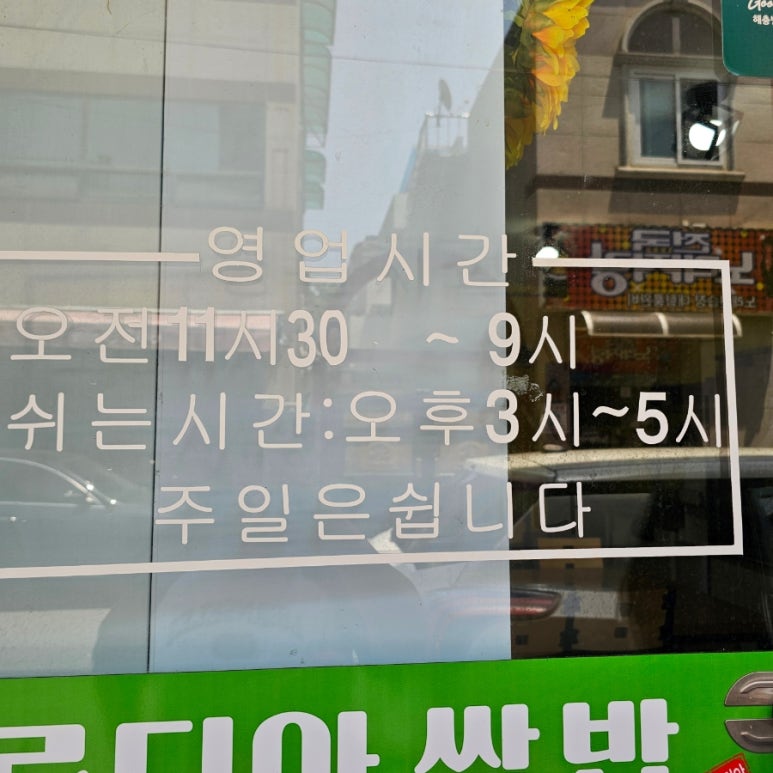 영업시간
오전11시30 ~ 9시
쉬는시간:오후3시~5시
주일은쉽니다